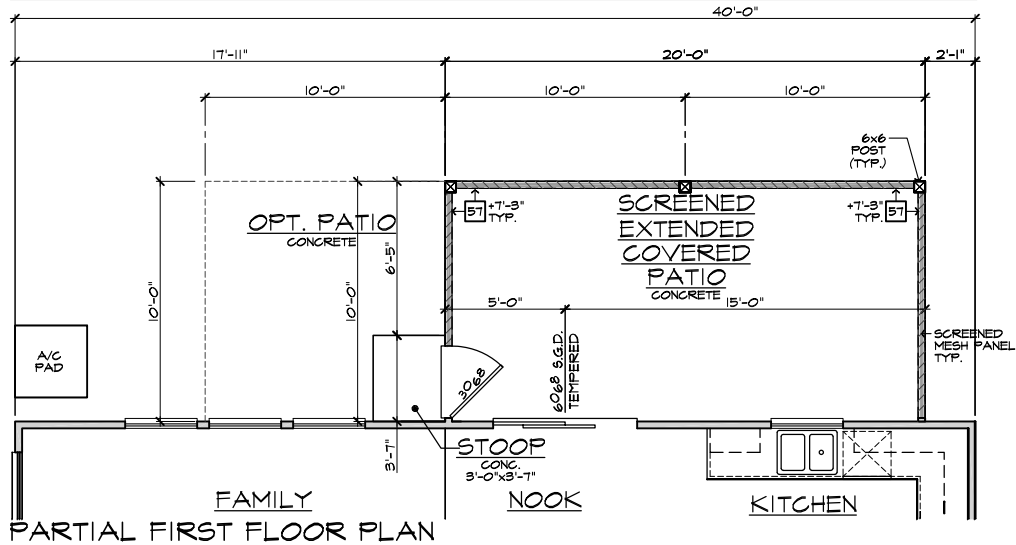 40'-0"
17'-11"
20'-0"
2'-1"
10'-0"
10'-0"
10'-0"
6x6
POST
(TYP.)
57
+7'-3"
TYP.
SCREENED
EXTENDED
COVERED
PATIO
CONCRETE
+7'-3"
TYP.
57
OPT. PATIO
CONCRETE
6'-5"
10'-0"
10'-0"
5'-0"
15'-0"
A/C
PAD
3068
6068 S.G.D.
TEMPERED
SCREENED
MESH PANEL
TYP.
3'-7"
STOOP
CONC.
3'-0"x3'-7"
FAMILY
NOOK
KITCHEN
PARTIAL FIRST FLOOR PLAN